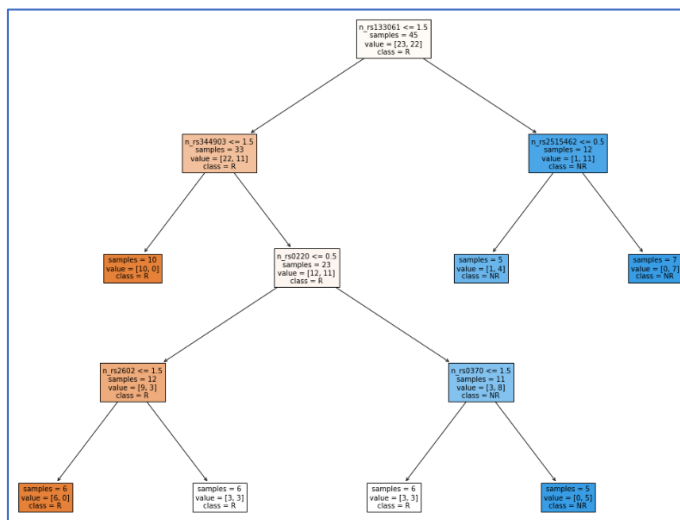 n_rs133061 <= 1.5
samples = 45
value = [23, 22]
class = R
n_rs344903 <= 1.5
samples = 33
value = [22, 11]
class = R
n_rs2515462 <= 0.5
samples = 12
value = [1, 11]
class = NR
samples = 10
value = [10, 0]
class = R
n_rs0220 <= 0.5
samples = 23
value = [12, 11]
class = R
samples = 5
value = [1, 4]
class = NR
samples = 7
value = [0, 7]
class = NR
n_rs2602 <= 1.5
samples = 12
value = [9, 3]
class = R
n_rs0370 <= 1.5
samples = 11
value = [3, 8]
class = NR
samples = 6
value = [6, 0]
class = R
samples = 6
value = [3, 3]
class = R
samples = 6
value = [3, 3]
class = R
samples = 5
value = [0, 5]
class = NR